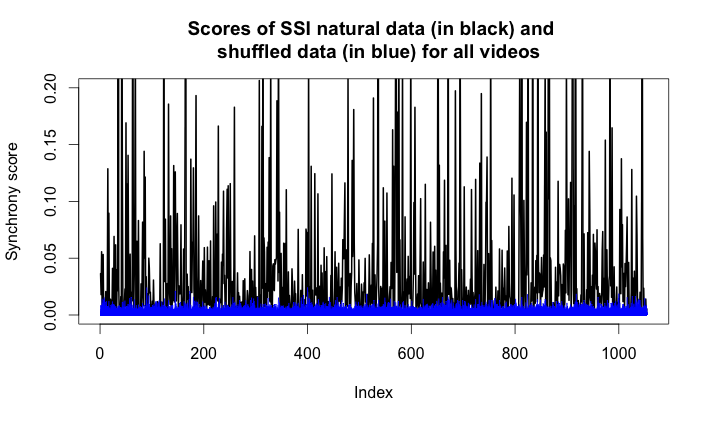 Scores of SSI natural data (in black) and
shuffled data (in blue) for all videos
Synchrony score
0.20
0.15
0.10
0.05
0.00
0 200 400 600 800 1000
Index